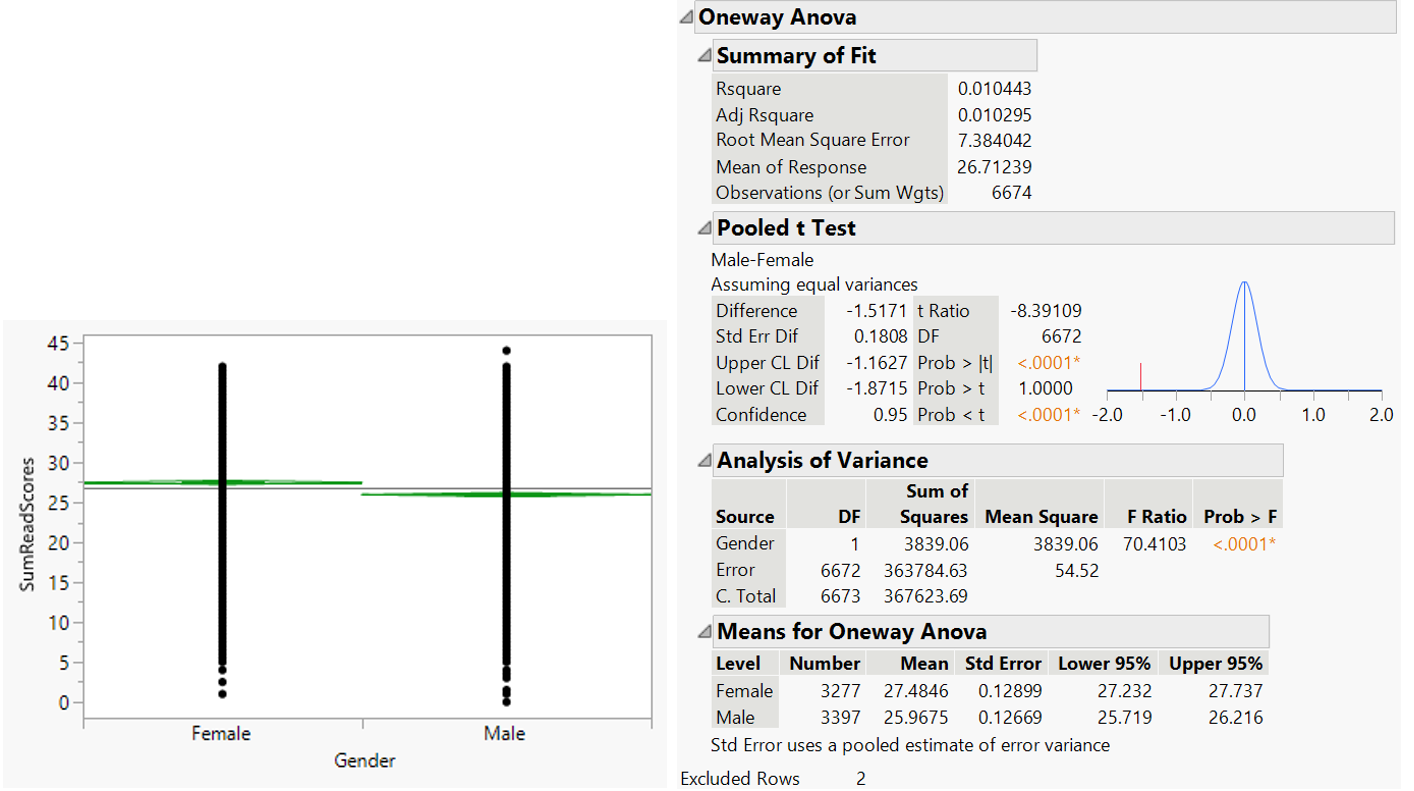 45
40
35
30
25
20
15
10
5
0
SumReadScores
Female Male
Gender
Oneway Anova
Summary of Fit
Rsquare 0.010443
Adj Rsquare 0.010295
Root Mean Square Error 7.384042
Mean of Response 26.71239
Observations (or Sum Wgts) 6674
Pooled t Test
Male-Female
Assuming equal variances
Difference -1.5171 t Ratio -8.39109
Std Err Dif 0.1808 DF 6672
Upper CL Dif -1.1627 Prob > |t| <.0001*
Lower CL Dif -1.8715 Prob > t 1.0000
Confidence 0.95 Prob < t <.0001*
-2.0 -1.0 0.0 1.0 2.0
Analysis of Variance
Sum of
Source DF Squares Mean Square F Ratio Prob > F
Gender 1 3839.06 3839.06 70.4103 <.0001*
Error 6672 363784.63 54.52
C. Total 6673 367623.69
Means for Oneway Anova
Level Number Mean Std Error Lower 95% Upper 95%
Female 3277 27.4846 0.12899 27.232 27.737
Male 3397 25.9675 0.12669 25.719 26.216
Std Error uses a pooled estimate of error variance
Excluded Rows 2